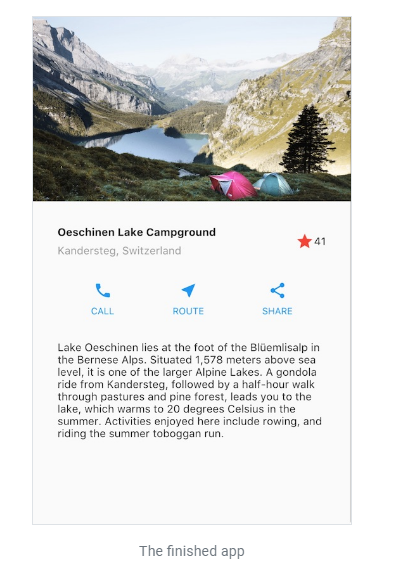 Oeschinen Lake Campground
Kandersteg, Switzerland
41
CALL
ROUTE
SHARE
Lake Oeschinen lies at the foot of the Blüemlisalp in
the Bernese Alps. Situated 1,578 meters above sea
level, it is one of the larger Alpine Lakes. A gondola
ride from Kandersteg, followed by a half-hour walk
through pastures and pine forest, leads you to the
lake, which warms to 20 degrees Celsius in the
summer. Activities enjoyed here include rowing, and
riding the summer toboggan run.
The finished app